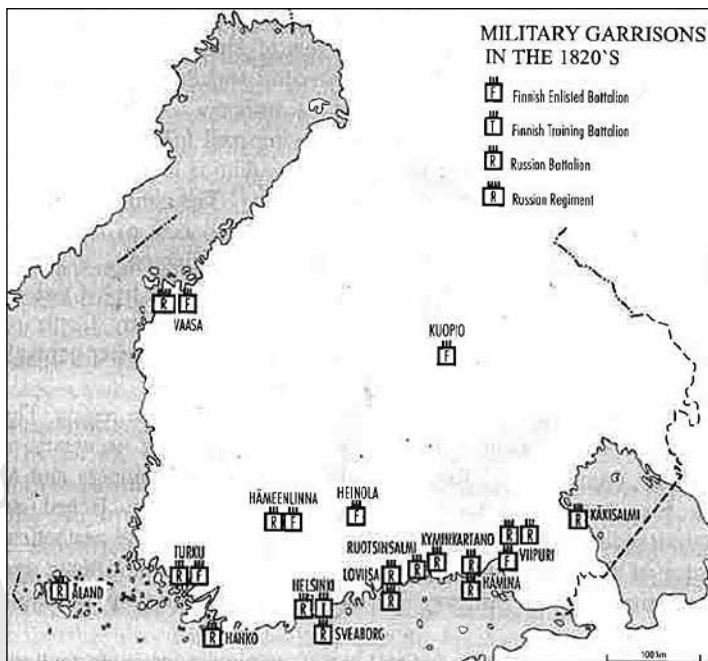 MILITARY GARRISONS
IN THE 1820`S
F Finnish Enlisted Battalion
T Finnish Training Battalion
R Russian Battalion
R Russian Regiment
R F
VAASA
KUOPIO
F
HÄMEENLINNA
R F
HEINOLA
F
KÄKISALMI
R
R R
KYMINKARTANO
RUOTSINSALMI
R R R
F VIIPURI
TURKU
R F
LOVIISA
R
R
R
HAMINA
ÅLAND
R
HELSINKI
R T
HANKO
R
R SVEABORG
100 km